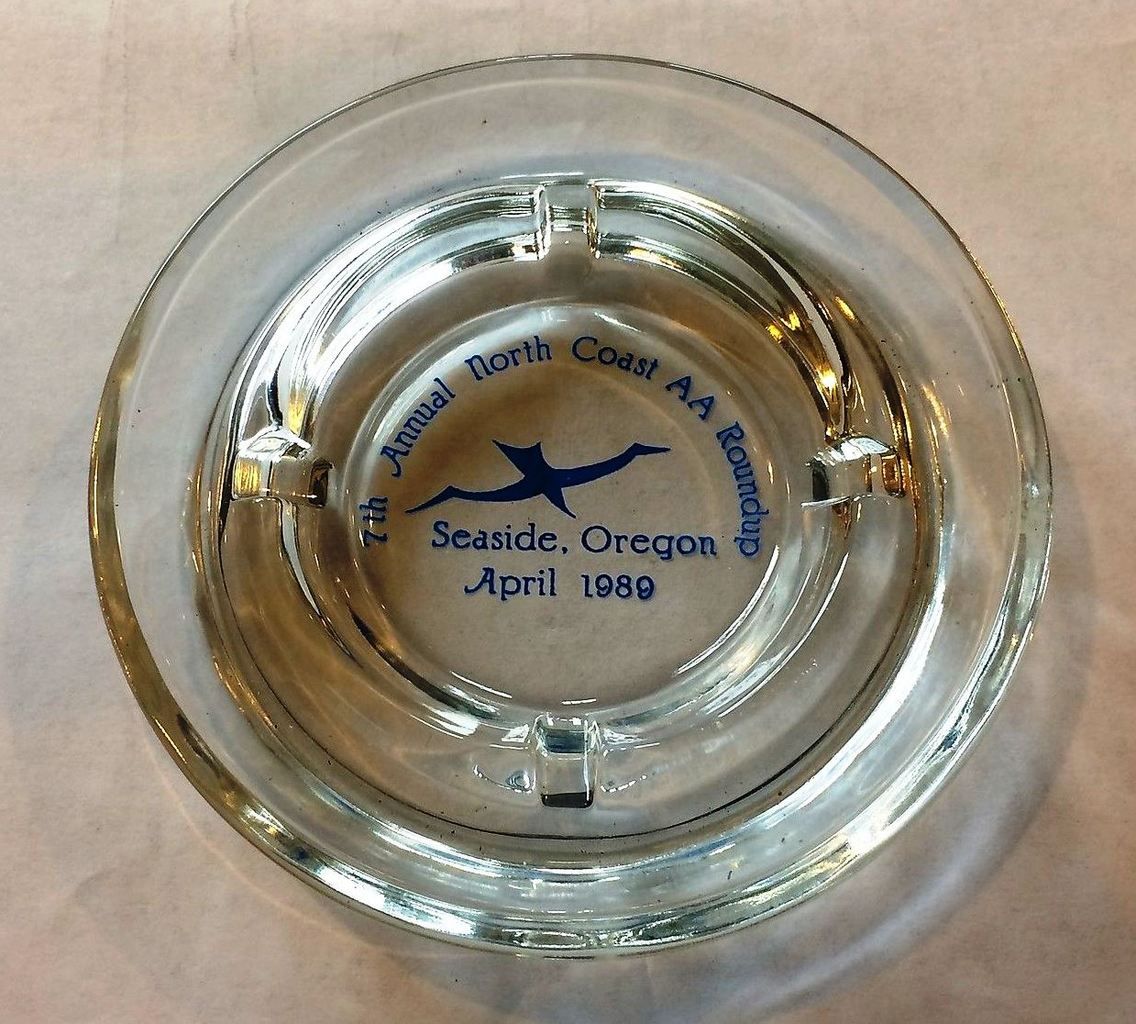 7th Annual North Coast AA Roundup
Seaside, Oregon
April 1989